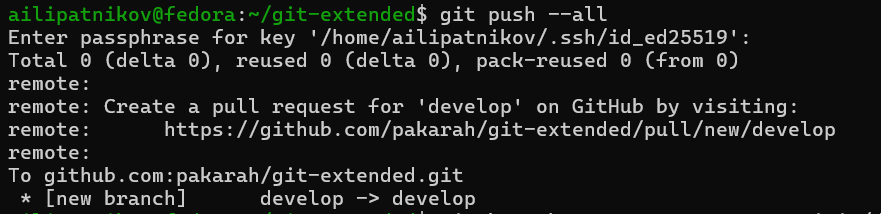 ailipatnikov@fedora:~/git-extended$ git push --all
Enter passphrase for key '/home/ailipatnikov/.ssh/id_ed25519':
Total 0 (delta 0), reused 0 (delta 0), pack-reused 0 (from 0)
remote:
remote: Create a pull request for 'develop' on GitHub by visiting:
remote:      https://github.com/pakarah/git-extended/pull/new/develop
remote:
To github.com:pakarah/git-extended.git
 * [new branch]      develop -> develop